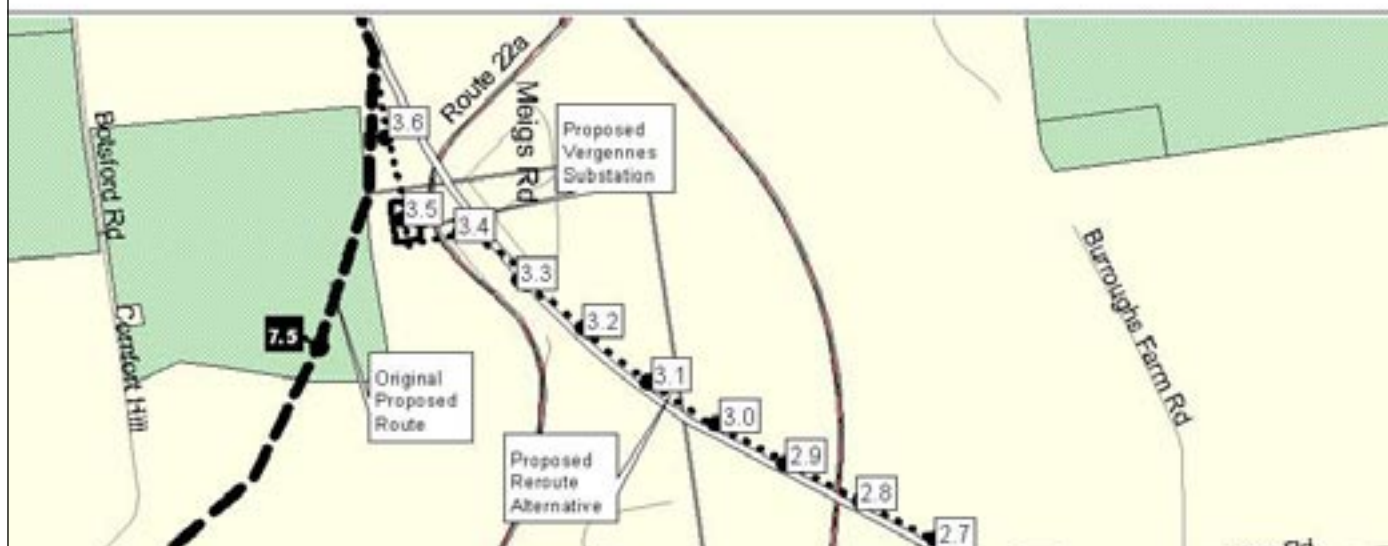 Route 22a
Meigs Rd
3.6
Proposed
Vergennes
Substation
Botsford Rd
3.5
3.4
3.3
Burroughs Farm Rd
3.2
7.5
Comfort Hill
Original
Proposed
Route
3.1
3.0
Proposed
Reroute
Alternative
2.9
2.8
2.7
Rd